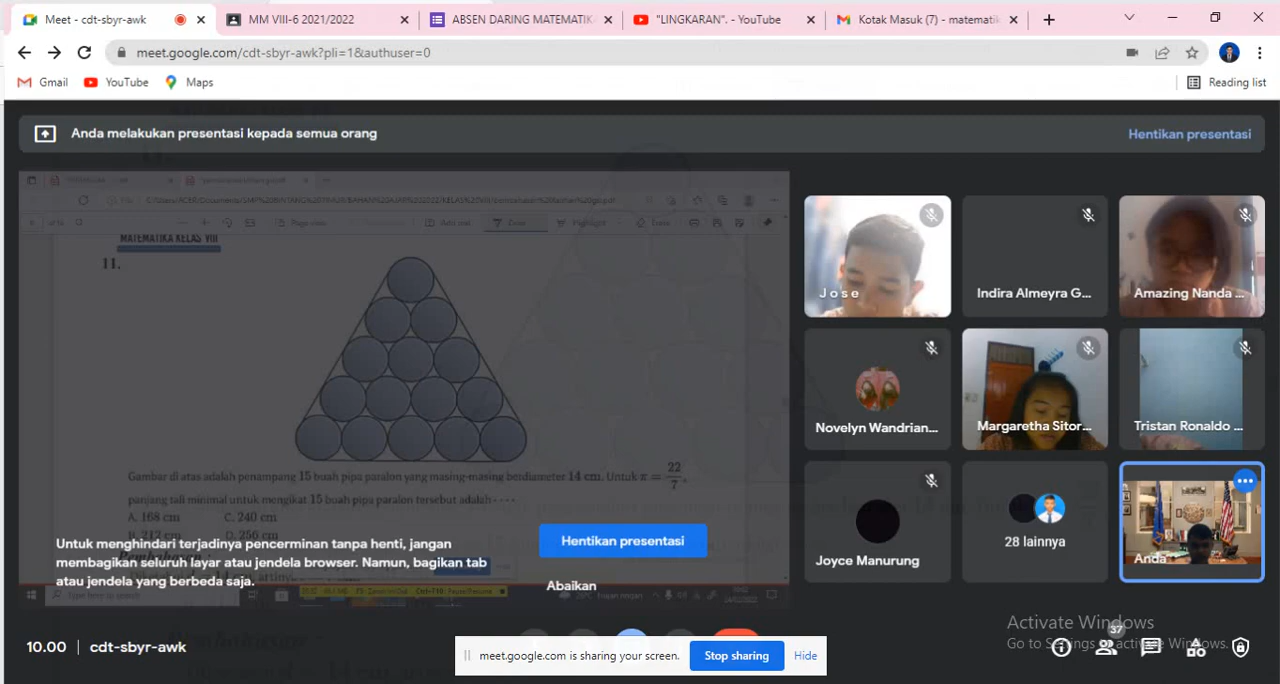 Meet - cdt-sbyr-awk
MM VIII-6 2021/2022
ABSEN DARING MATEMATIKA
"LINGKARAN". - YouTube
Kotak Masuk (7) - matematik
meet.google.com/cdt-sbyr-awk?pli=1&authuser=0
Gmail
YouTube
Maps
Reading list
Anda melakukan presentasi kepada semua orang
Hentikan presentasi
MATEMATIKA KELAS VIII
11.
Gambar di atas adalah penampang 15 buah pipa paralon yang masing-masing berdiameter 14 cm. Untuk π = 22/7,
panjang tali minimal untuk mengikat 15 buah pipa paralon tersebut adalah ....
A. 168 cm C. 240 cm
B. 212 cm D. 256 cm
Pembahasan :
Untuk menghindari terjadinya pencerminan tanpa henti, jangan
membagikan seluruh layar atau jendela browser. Namun, bagikan tab
atau jendela yang berbeda saja.
Hentikan presentasi
Abaikan
J o s e
Indira Almeyra G...
Amazing Nanda ...
Novelyn Wandrian...
Margaretha Sitor...
Tristan Ronaldo ...
Joyce Manurung
28 lainnya
Anda
Activate Windows
Go to Settings to activate Windows.
10.00 | cdt-sbyr-awk
meet.google.com is sharing your screen.
Stop sharing
Hide
37